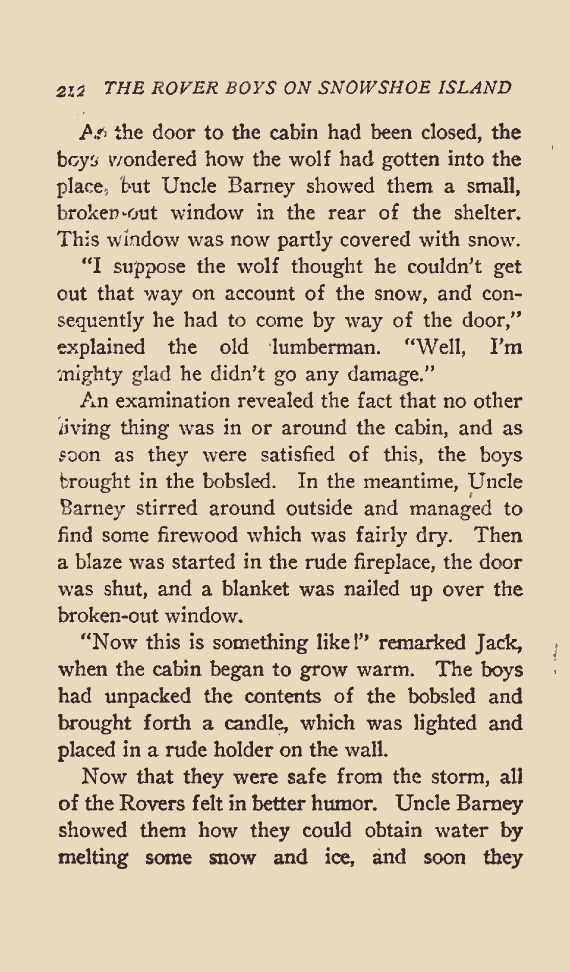 212 THE ROVER BOYS ON SNOWSHOE ISLAND
As the door to the cabin had been closed, the
boys wondered how the wolf had gotten into the
place, but Uncle Barney showed them a small,
broken-out window in the rear of the shelter.
This window was now partly covered with snow.
"I suppose the wolf thought he couldn't get
out that way on account of the snow, and con-
sequently he had to come by way of the door,"
explained the old lumberman. "Well, I'm
mighty glad he didn't go any damage."
An examination revealed the fact that no other
living thing was in or around the cabin, and as
soon as they were satisfied of this, the boys
brought in the bobsled. In the meantime, Uncle
Barney stirred around outside and managed to
find some firewood which was fairly dry. Then
a blaze was started in the rude fireplace, the door
was shut, and a blanket was nailed up over the
broken-out window.
"Now this is something like!" remarked Jack,
when the cabin began to grow warm. The boys
had unpacked the contents of the bobsled and
brought forth a candle, which was lighted and
placed in a rude holder on the wall.
Now that they were safe from the storm, all
of the Rovers felt in better humor. Uncle Barney
showed them how they could obtain water by
melting some snow and ice, and soon they